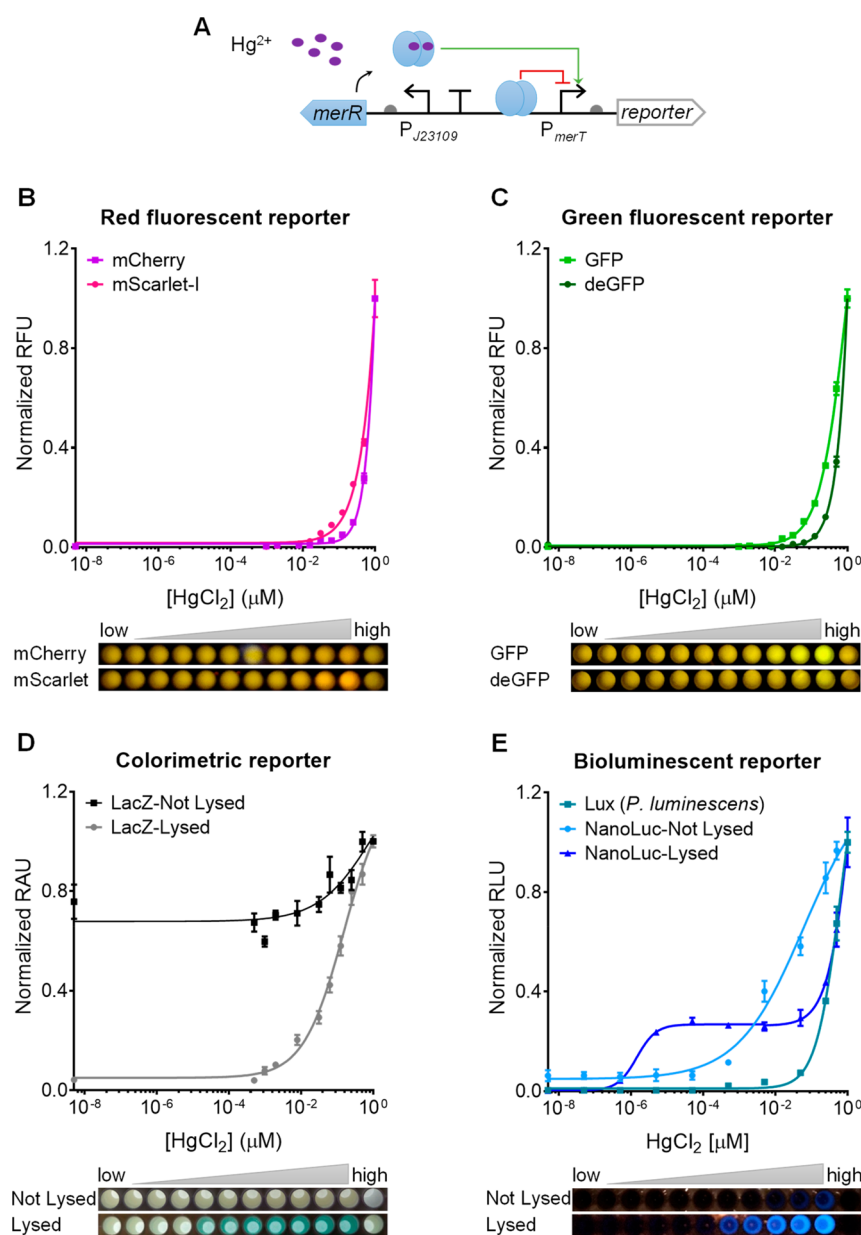 A
Hg2+
merR
PJ23109
PmerT
reporter
B
Red fluorescent reporter
mCherry
mScarlet-I
Normalized RFU
1.2
0.8
0.4
0.0
10-8
10-6
10-4
10-2
100
[HgCl2] (μM)
low
high
mCherry
mScarlet
C
Green fluorescent reporter
GFP
deGFP
Normalized RFU
1.2
0.8
0.4
0.0
10-8
10-6
10-4
10-2
100
[HgCl2] (μM)
low
high
GFP
deGFP
D
Colorimetric reporter
LacZ-Not Lysed
LacZ-Lysed
Normalized RAU
1.2
0.8
0.4
0.0
10-8
10-6
10-4
10-2
100
[HgCl2] (μM)
low
high
Not Lysed
Lysed
E
Bioluminescent reporter
Lux (P. luminescens)
NanoLuc-Not Lysed
NanoLuc-Lysed
Normalized RLU
1.2
0.8
0.4
0.0
10-8
10-6
10-4
10-2
100
HgCl2 [μM]
low
high
Not Lysed
Lysed